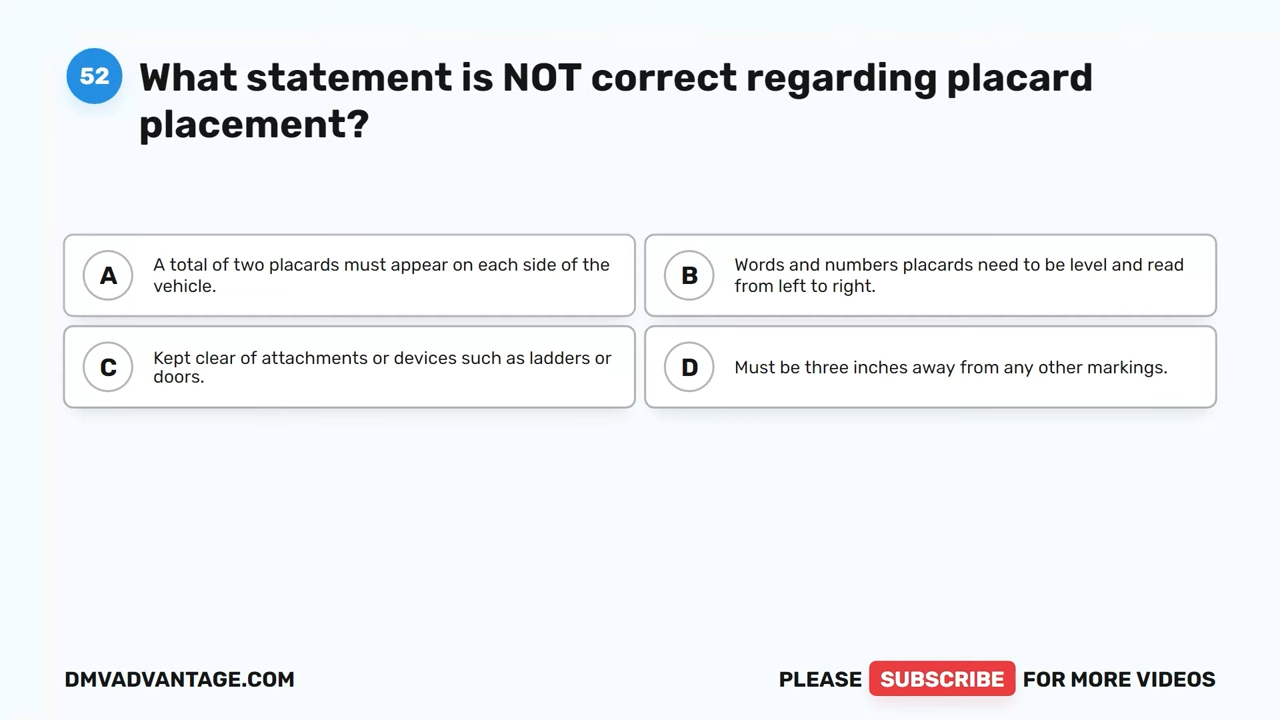 52
What statement is NOT correct regarding placard
placement?
A
A total of two placards must appear on each side of the
vehicle.
B
Words and numbers placards need to be level and read
from left to right.
C
Kept clear of attachments or devices such as ladders or
doors.
D
Must be three inches away from any other markings.
DMVADVANTAGE.COM
PLEASE SUBSCRIBE FOR MORE VIDEOS